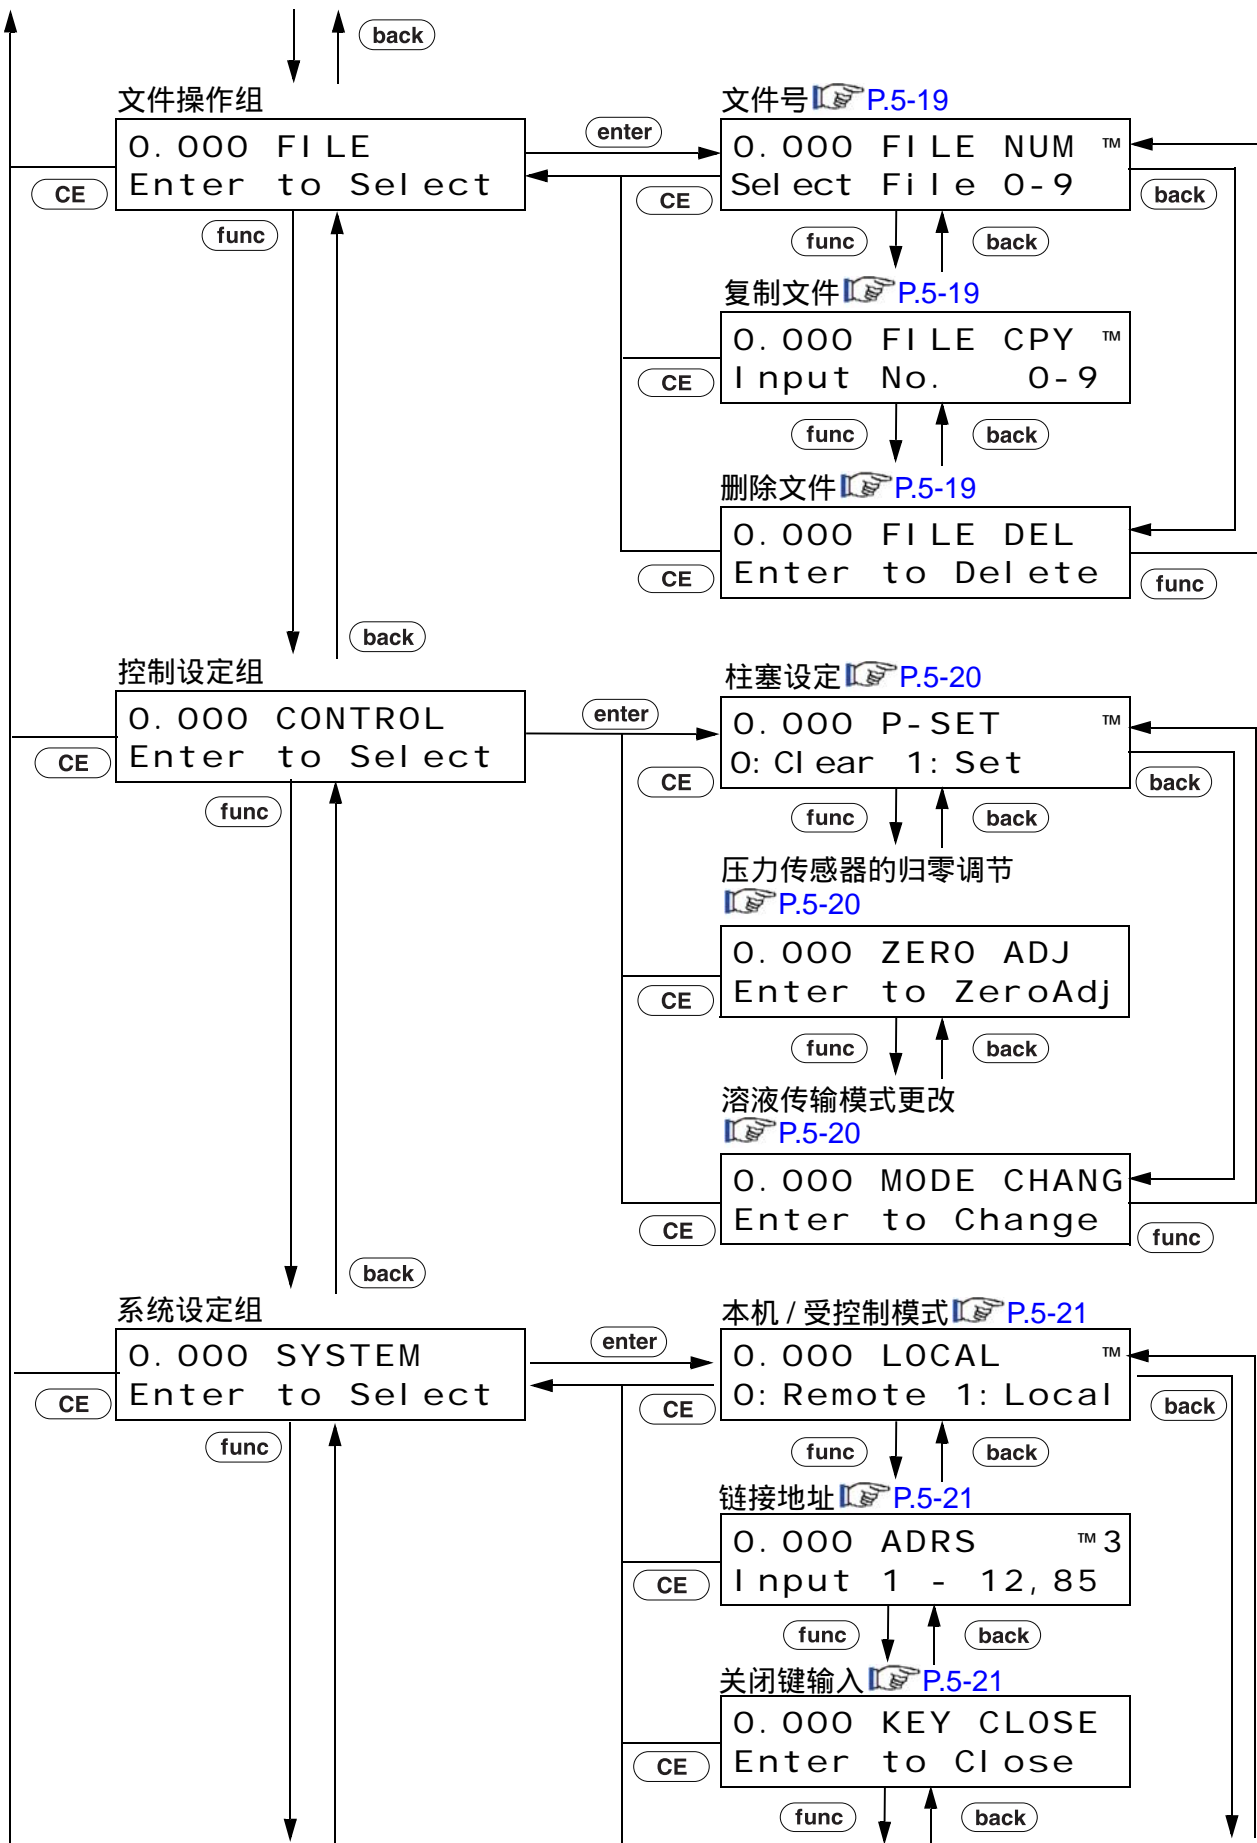 back
文件操作组
0.000 FILE
Enter to Select
CE
func
enter
文件号 P.5-19
0.000 FILE NUM ™
Select File 0-9
CE
back
func
back
复制文件 P.5-19
0.000 FILE CPY ™
Input No. 0-9
CE
func
back
删除文件 P.5-19
0.000 FILE DEL
Enter to Delete
CE
func
back
控制设定组
0.000 CONTROL
Enter to Select
CE
func
enter
柱塞设定 P.5-20
0.000 P-SET ™
0:Clear 1:Set
CE
back
func
back
压力传感器的归零调节
P.5-20
0.000 ZERO ADJ
Enter to ZeroAdj
CE
func
back
溶液传输模式更改
P.5-20
0.000 MODE CHANG
Enter to Change
CE
func
back
系统设定组
0.000 SYSTEM
Enter to Select
CE
func
enter
本机 / 受控制模式 P.5-21
0.000 LOCAL ™
0:Remote 1:Local
CE
back
func
back
链接地址 P.5-21
0.000 ADRS ™3
Input 1 - 12,85
CE
func
back
关闭键输入 P.5-21
0.000 KEY CLOSE
Enter to Close
CE
func
back